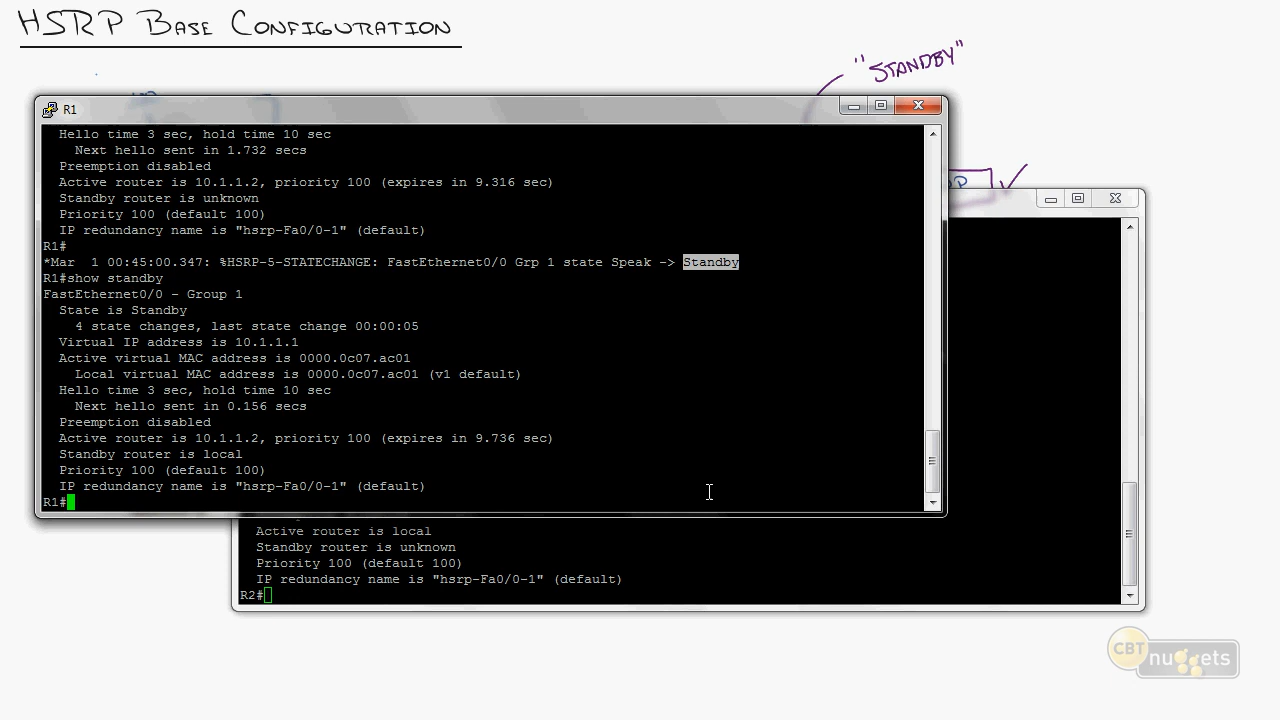 HSRP BASE CONFIGURATION
"STANDBY"
R1
Hello time 3 sec, hold time 10 sec
Next hello sent in 1.732 secs
Preemption disabled
Active router is 10.1.1.2, priority 100 (expires in 9.316 sec)
Standby router is unknown
Priority 100 (default 100)
IP redundancy name is "hsrp-Fa0/0-1" (default)
R1#
*Mar  1 00:45:00.347: %HSRP-5-STATECHANGE: FastEthernet0/0 Grp 1 state Speak -> Standby
R1#show standby
FastEthernet0/0 - Group 1
State is Standby
4 state changes, last state change 00:00:05
Virtual IP address is 10.1.1.1
Active virtual MAC address is 0000.0c07.ac01
Local virtual MAC address is 0000.0c07.ac01 (v1 default)
Hello time 3 sec, hold time 10 sec
Next hello sent in 0.156 secs
Preemption disabled
Active router is 10.1.1.2, priority 100 (expires in 9.736 sec)
Standby router is local
Priority 100 (default 100)
IP redundancy name is "hsrp-Fa0/0-1" (default)
R1#
Active router is local
Standby router is unknown
Priority 100 (default 100)
IP redundancy name is "hsrp-Fa0/0-1" (default)
R2#
CBT nuggets